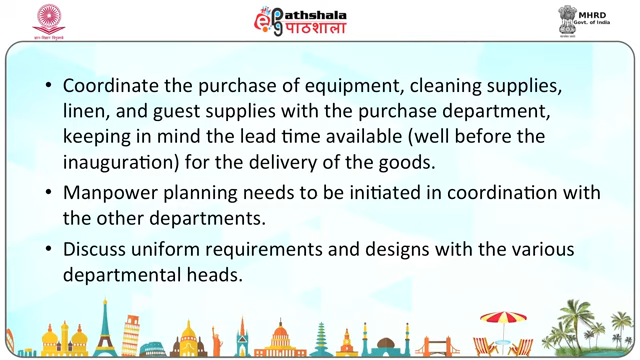 ePathshala
पाठशाला
MHRD
Govt. of India
• Coordinate the purchase of equipment, cleaning supplies,
linen, and guest supplies with the purchase department,
keeping in mind the lead time available (well before the
inauguration) for the delivery of the goods.
• Manpower planning needs to be initiated in coordination with
the other departments.
• Discuss uniform requirements and designs with the various
departmental heads.